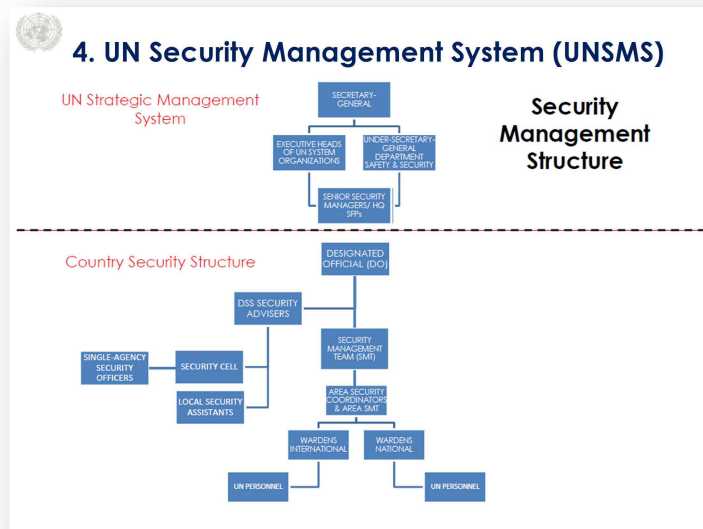 4. UN Security Management System (UNSMS)
UN Strategic Management
System
Security
Management
Structure
SECRETARY-
GENERAL
EXECUTIVE HEADS
OF UN SYSTEM
ORGANIZATIONS
UNDER-SECRETARY-
GENERAL
DEPARTMENT
SAFETY & SECURITY
SENIOR SECURITY
MANAGERS/ HQ
SFPs
Country Security Structure
DESIGNATED
OFFICIAL (DO)
DSS SECURITY
ADVISERS
SECURITY
MANAGEMENT
TEAM (SMT)
SINGLE-AGENCY
SECURITY
OFFICERS
SECURITY CELL
LOCAL SECURITY
ASSISTANTS
AREA SECURITY
COORDINATORS
& AREA SMT
WARDENS
INTERNATIONAL
WARDENS
NATIONAL
UN PERSONNEL
UN PERSONNEL